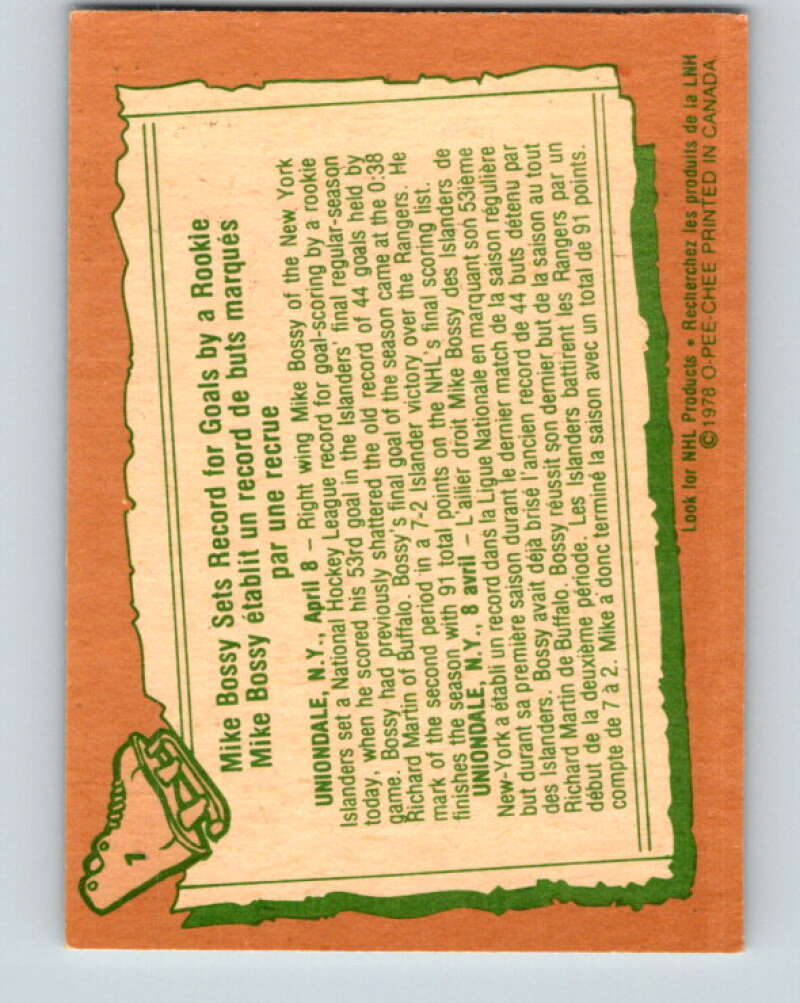 1
Mike Bossy Sets Record for Goals by a Rookie
Mike Bossy établit un record de buts marqués
par une recrue
UNIONDALE, N.Y., April 8 – Right wing Mike Bossy of the New York
Islanders set a National Hockey League record for goal-scoring by a rookie
today, when he scored his 53rd goal in the Islanders' final regular-season
game. Bossy had previously shattered the old record of 44 goals held by
Richard Martin of Buffalo. Bossy's final goal of the season came at the 0:38
mark of the second period in a 7-2 Islander victory over the Rangers. He
finishes the season with 91 total points on the NHL's final scoring list.
UNIONDALE, N.Y., 8 avril – L'ailier droit Mike Bossy des Islanders de
New-York a établi un record dans la Ligue Nationale en marquant son 53ième
but durant sa première saison durant le dernier match de la saison régulière
des Islanders. Bossy avait déjà brisé l'ancien record de 44 buts détenu par
Richard Martin de Buffalo. Bossy réussit son dernier but de la saison au tout
début de la deuxième période. Les Islanders battirent les Rangers par un
compte de 7 à 2. Mike a donc terminé la saison avec un total de 91 points.
Look for NHL Products • Recherchez les produits de la LNH
©1978 O-PEE-CHEE PRINTED IN CANADA